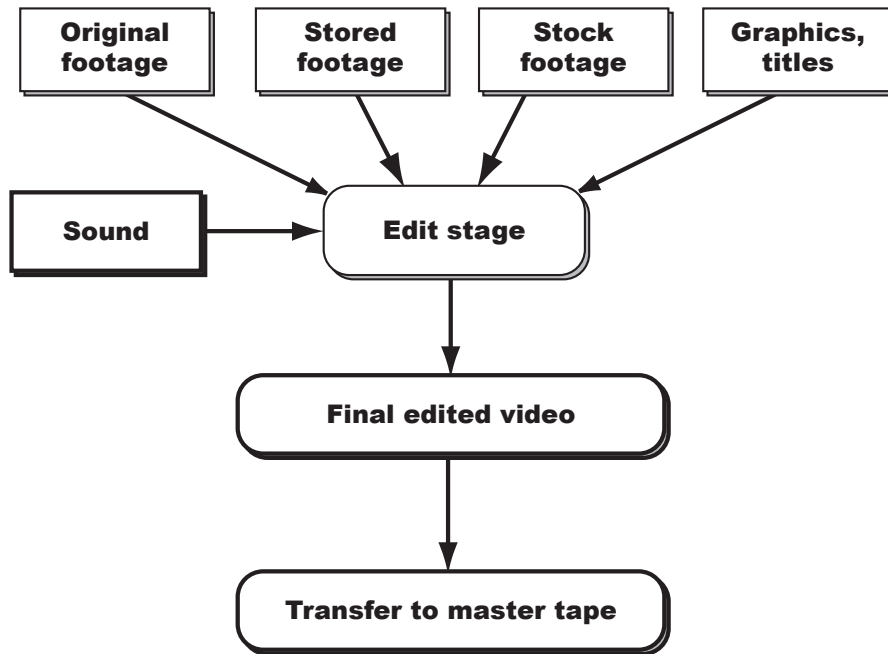 Original
footage
Stored
footage
Stock
footage
Graphics,
titles
Sound
Edit stage
Final edited video
Transfer to master tape